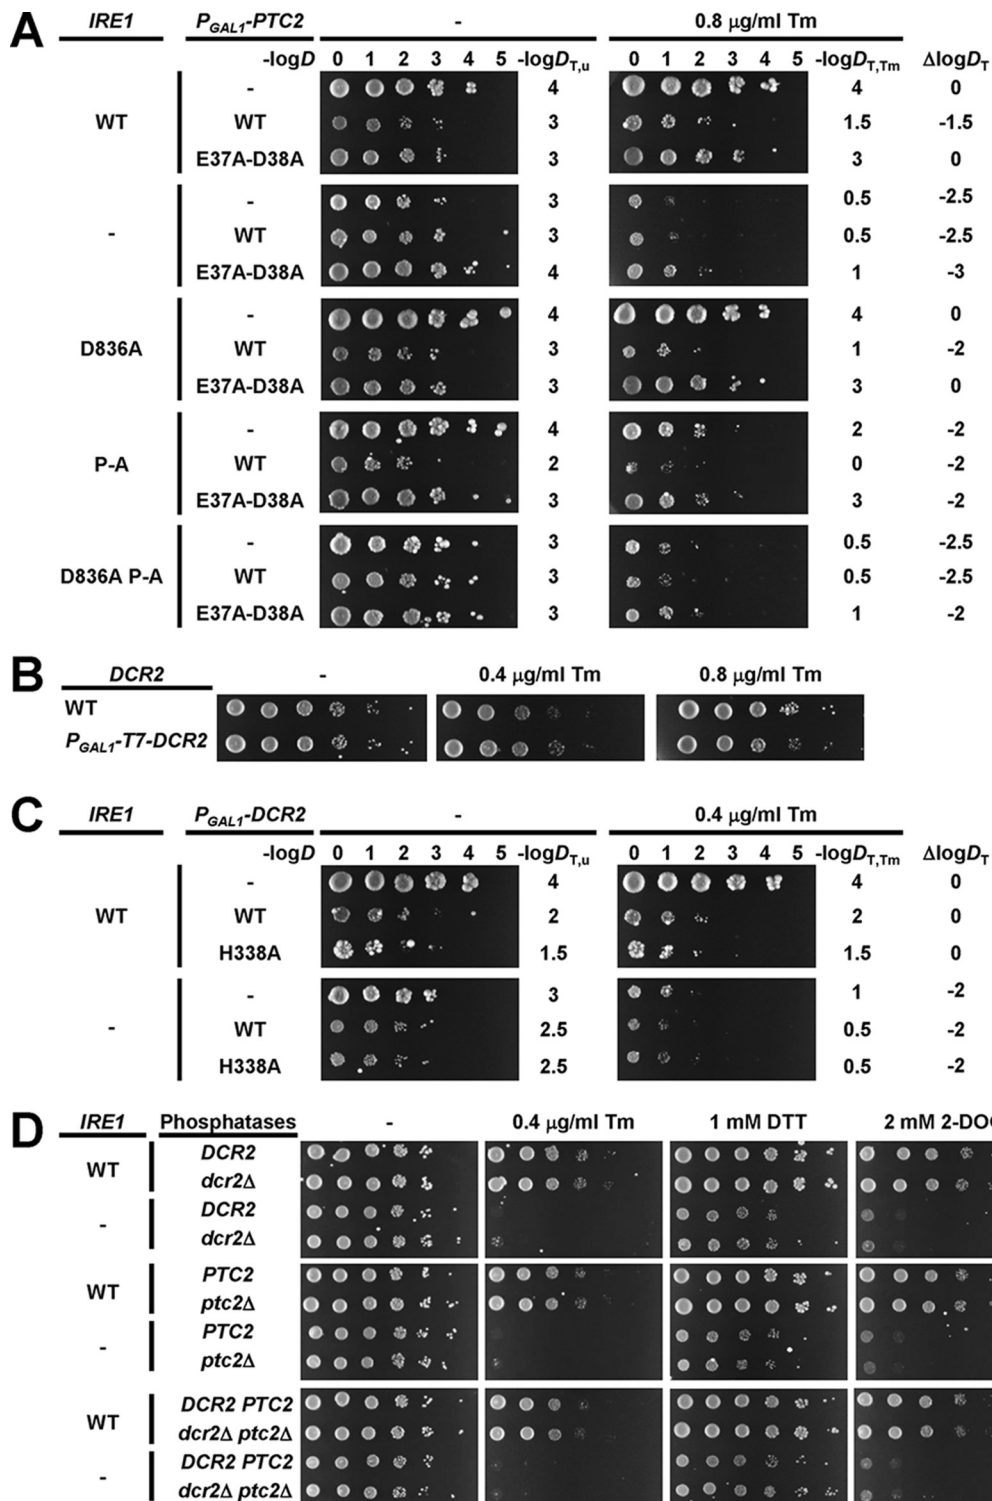 A IRE1 PGAL1-PTC2 - 0.8 μg/ml Tm
-logD 0 1 2 3 4 5 -logDT,u 0 1 2 3 4 5 -logDT,Tm ΔlogDT
- 4 4 0
WT WT 3 1.5 -1.5
E37A-D38A 3 3 0
- 3 0.5 -2.5
- WT 3 0.5 -2.5
E37A-D38A 4 1 -3
- 4 4 0
D836A WT 3 1 -2
E37A-D38A 3 3 0
- 4 2 -2
P-A WT 2 0 -2
E37A-D38A 3 3 -2
- 3 0.5 -2.5
D836A P-A WT 3 0.5 -2.5
E37A-D38A 3 1 -2
B DCR2 - 0.4 μg/ml Tm 0.8 μg/ml Tm
WT
PGAL1-T7-DCR2
C IRE1 PGAL1-DCR2 - 0.4 μg/ml Tm
-logD 0 1 2 3 4 5 -logDT,u 0 1 2 3 4 5 -logDT,Tm ΔlogDT
- 4 4 0
WT WT 2 2 0
H338A 1.5 1.5 0
- 3 1 -2
- WT 2.5 0.5 -2
H338A 2.5 0.5 -2
D IRE1 Phosphatases - 0.4 μg/ml Tm 1 mM DTT 2 mM 2-DOG
WT DCR2
dcr2Δ
- DCR2
dcr2Δ
WT PTC2
ptc2Δ
- PTC2
ptc2Δ
WT DCR2 PTC2
dcr2Δ ptc2Δ
- DCR2 PTC2
dcr2Δ ptc2Δ